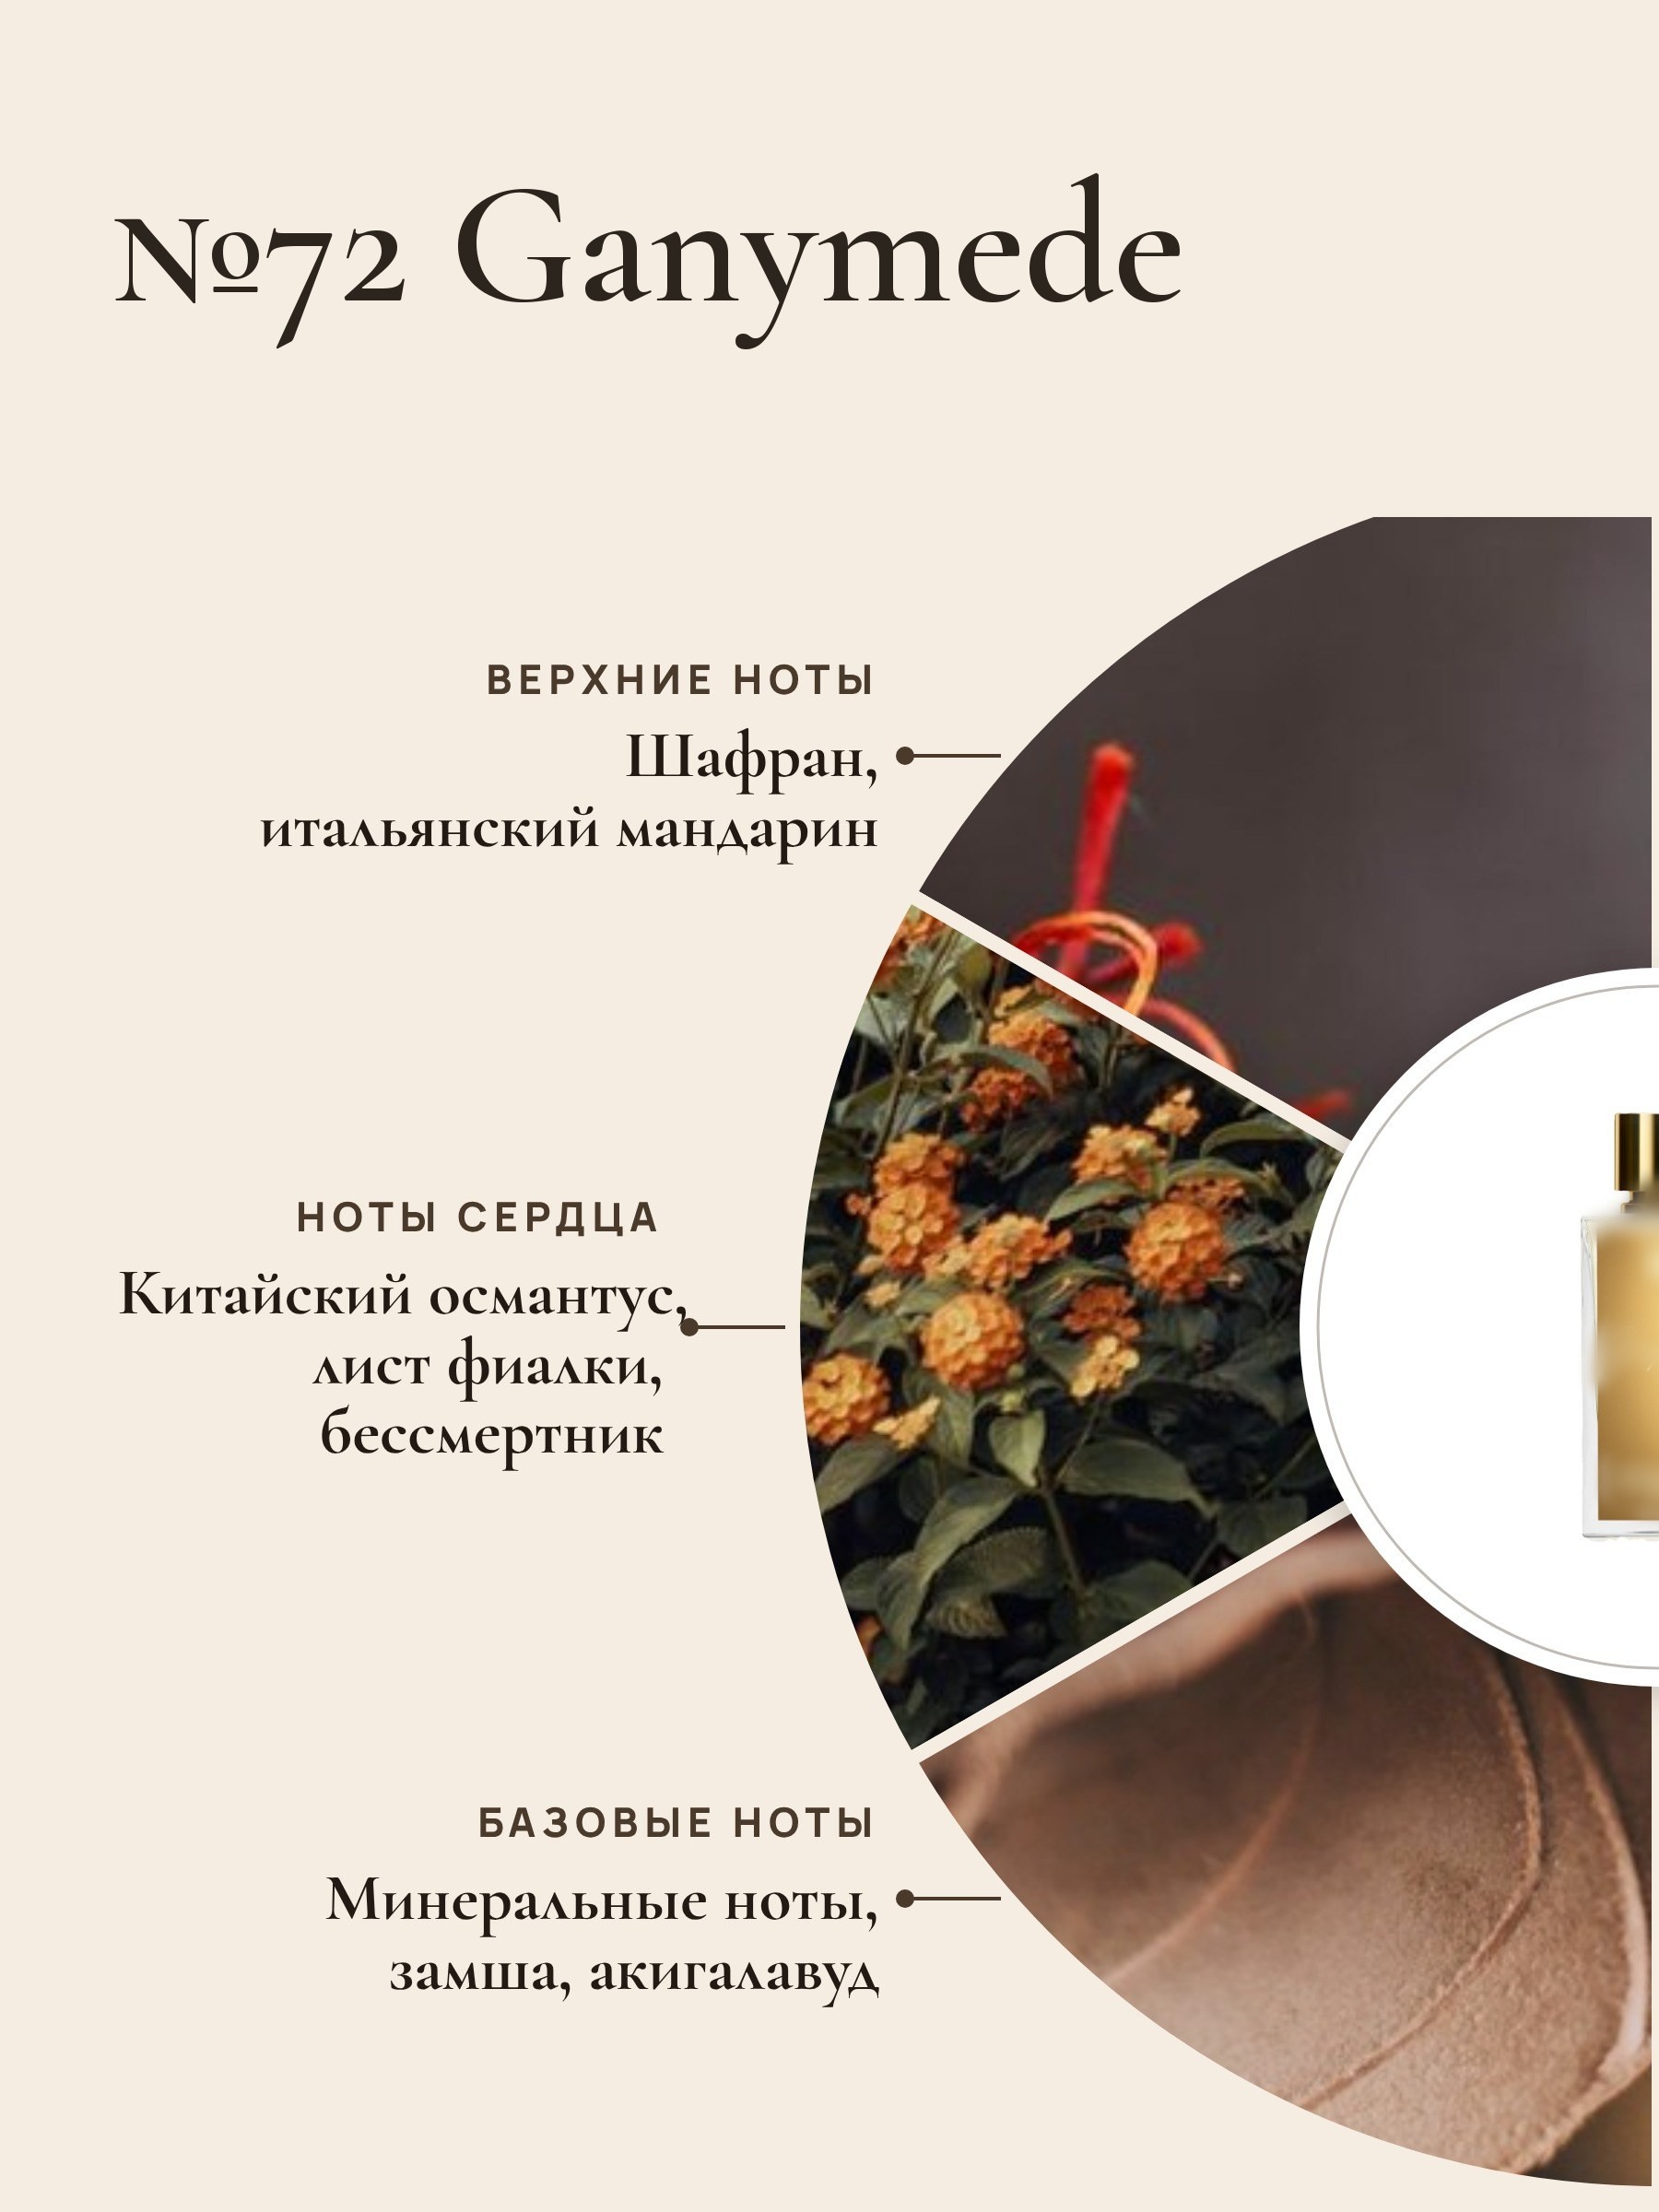 №72 Ganymede
ВЕРХНИЕ НОТЫ
Шафран,
итальянский мандарин
НОТЫ СЕРДЦА
Китайский османтус,
лист фиалки,
бессмертник
БАЗОВЫЕ НОТЫ
Минеральные ноты,
замша, акигалавуд